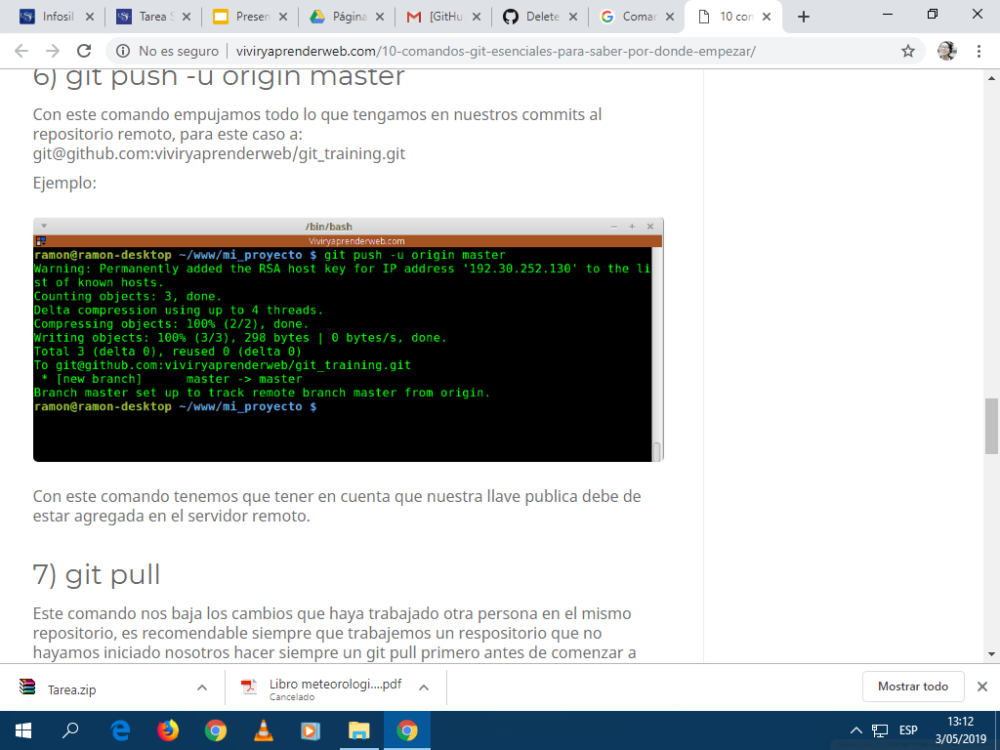 Infosil
Tarea S
Presen
Página
[GitHu
Delete
Comar
10 con
No es seguro
viviryaprenderweb.com/10-comandos-git-esenciales-para-saber-por-donde-empezar/
6) git push -u origin master
Con este comando empujamos todo lo que tengamos en nuestros commits al
repositorio remoto, para este caso a:
git@github.com:viviryaprenderweb/git_training.git
Ejemplo:
/bin/bash
Viviryaprenderweb.com
ramon@ramon-desktop ~/www/mi_proyecto $ git push -u origin master
Warning: Permanently added the RSA host key for IP address '192.30.252.130' to the li
st of known hosts.
Counting objects: 3, done.
Delta compression using up to 4 threads.
Compressing objects: 100% (2/2), done.
Writing objects: 100% (3/3), 298 bytes | 0 bytes/s, done.
Total 3 (delta 0), reused 0 (delta 0)
To git@github.com:viviryaprenderweb/git_training.git
* [new branch]      master -> master
Branch master set up to track remote branch master from origin.
ramon@ramon-desktop ~/www/mi_proyecto $
Con este comando tenemos que tener en cuenta que nuestra llave publica debe de
estar agregada en el servidor remoto.
7) git pull
Este comando nos baja los cambios que haya trabajado otra persona en el mismo
repositorio, es recomendable siempre que trabajemos un respositorio que no
hayamos iniciado nosotros hacer siempre un git pull primero antes de comenzar a
Tarea.zip
Libro meteorologi....pdf
Cancelado
Mostrar todo
ESP
13:12
3/05/2019